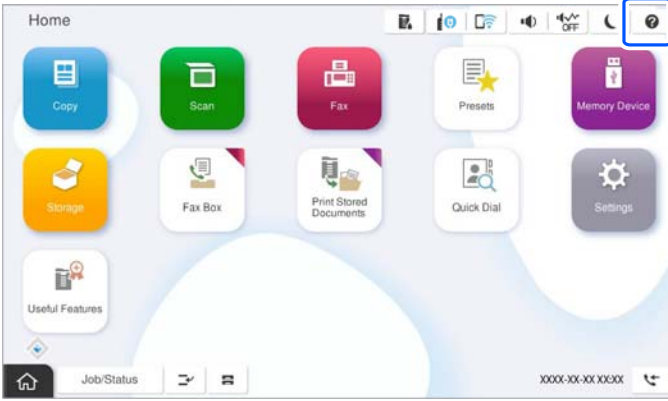 Home
OFF
?
Copy
Scan
Fax
Presets
Memory Device
Storage
Fax Box
Print Stored
Documents
Quick Dial
Settings
Useful Features
Job/Status
XXXX-XX-XX XX:XX